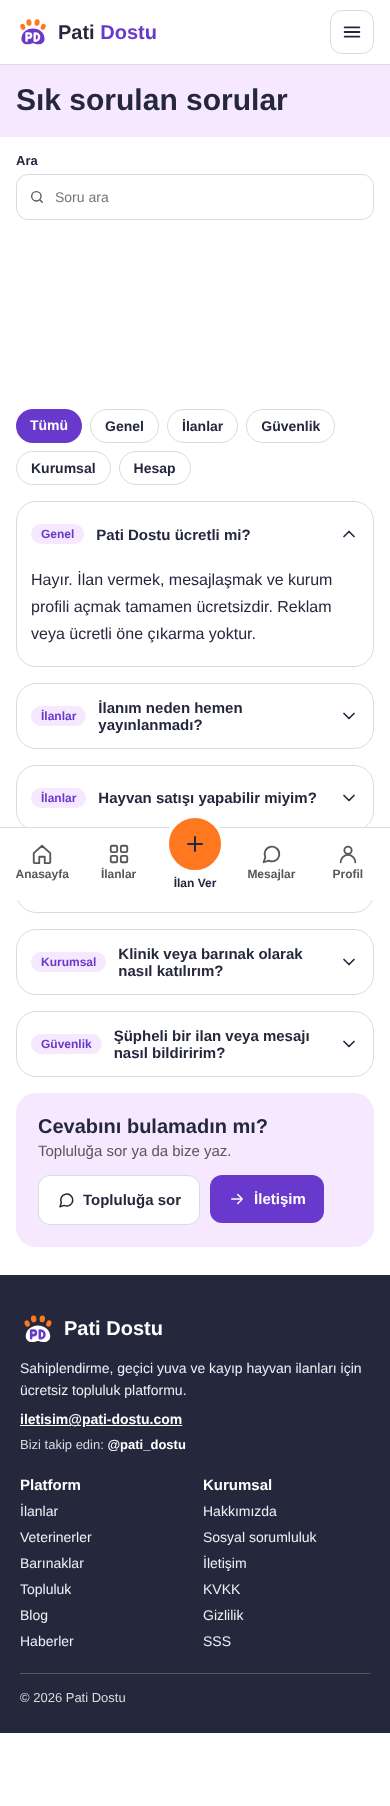 PD Pati Dostu
Sık sorulan sorular
Ara
Soru ara
Tümü Genel İlanlar Güvenlik
Kurumsal Hesap
Genel Pati Dostu ücretli mi?
Hayır. İlan vermek, mesajlaşmak ve kurum
profili açmak tamamen ücretsizdir. Reklam
veya ücretli öne çıkarma yoktur.
İlanlar İlanım neden hemen
yayınlanmadı?
İlanlar Hayvan satışı yapabilir miyim?
Anasayfa İlanlar İlan Ver Mesajlar Profil
Kurumsal Klinik veya barınak olarak
nasıl katılırım?
Güvenlik Şüpheli bir ilan veya mesajı
nasıl bildiririm?
Cevabını bulamadın mı?
Topluluğa sor ya da bize yaz.
Topluluğa sor İletişim
PD Pati Dostu
Sahiplendirme, geçici yuva ve kayıp hayvan ilanları için
ücretsiz topluluk platformu.
iletisim@pati-dostu.com
Bizi takip edin: @pati_dostu
Platform Kurumsal
İlanlar Hakkımızda
Veterinerler Sosyal sorumluluk
Barınaklar İletişim
Topluluk KVKK
Blog Gizlilik
Haberler SSS
© 2026 Pati Dostu